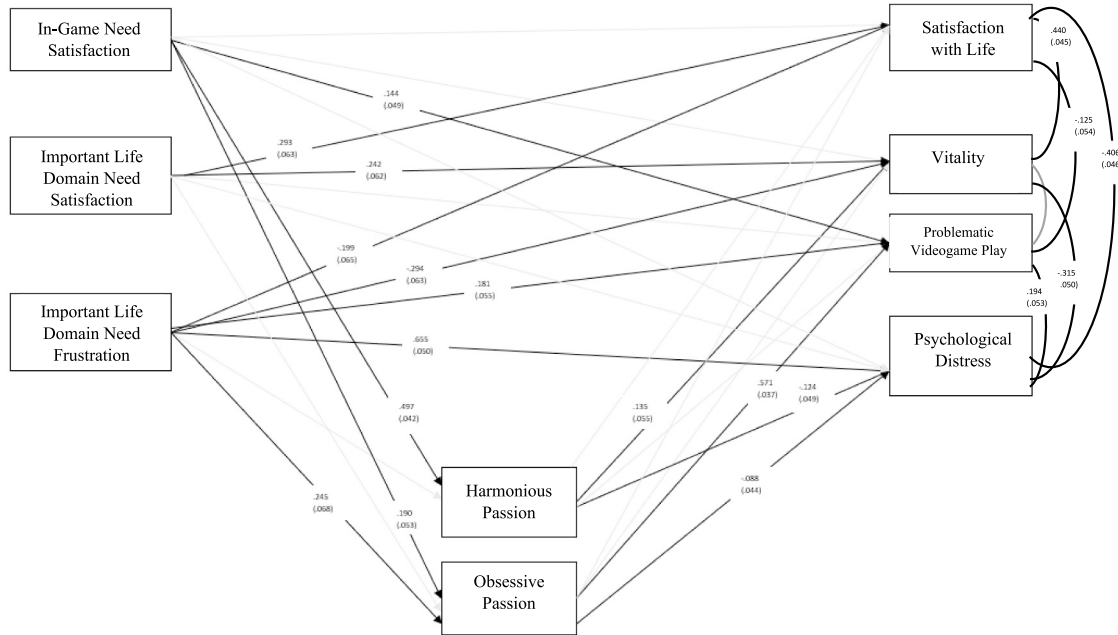 In-Game Need
Satisfaction
Important Life
Domain Need
Satisfaction
Important Life
Domain Need
Frustration
Harmonious
Passion
Obsessive
Passion
Satisfaction
with Life
Vitality
Problematic
Videogame Play
Psychological
Distress
.144
(.049)
.293
(.063)
.242
(.062)
-.199
(.065)
-.294
(.063)
.181
(.055)
.655
(.050)
.497
(.042)
.245
(.068)
.190
(.053)
.135
(.055)
.571
(.037)
-.124
(.049)
-.088
(.044)
.440
(.045)
-.125
(.054)
-.406
(.046
-.315
(.050)
.194
(.053)